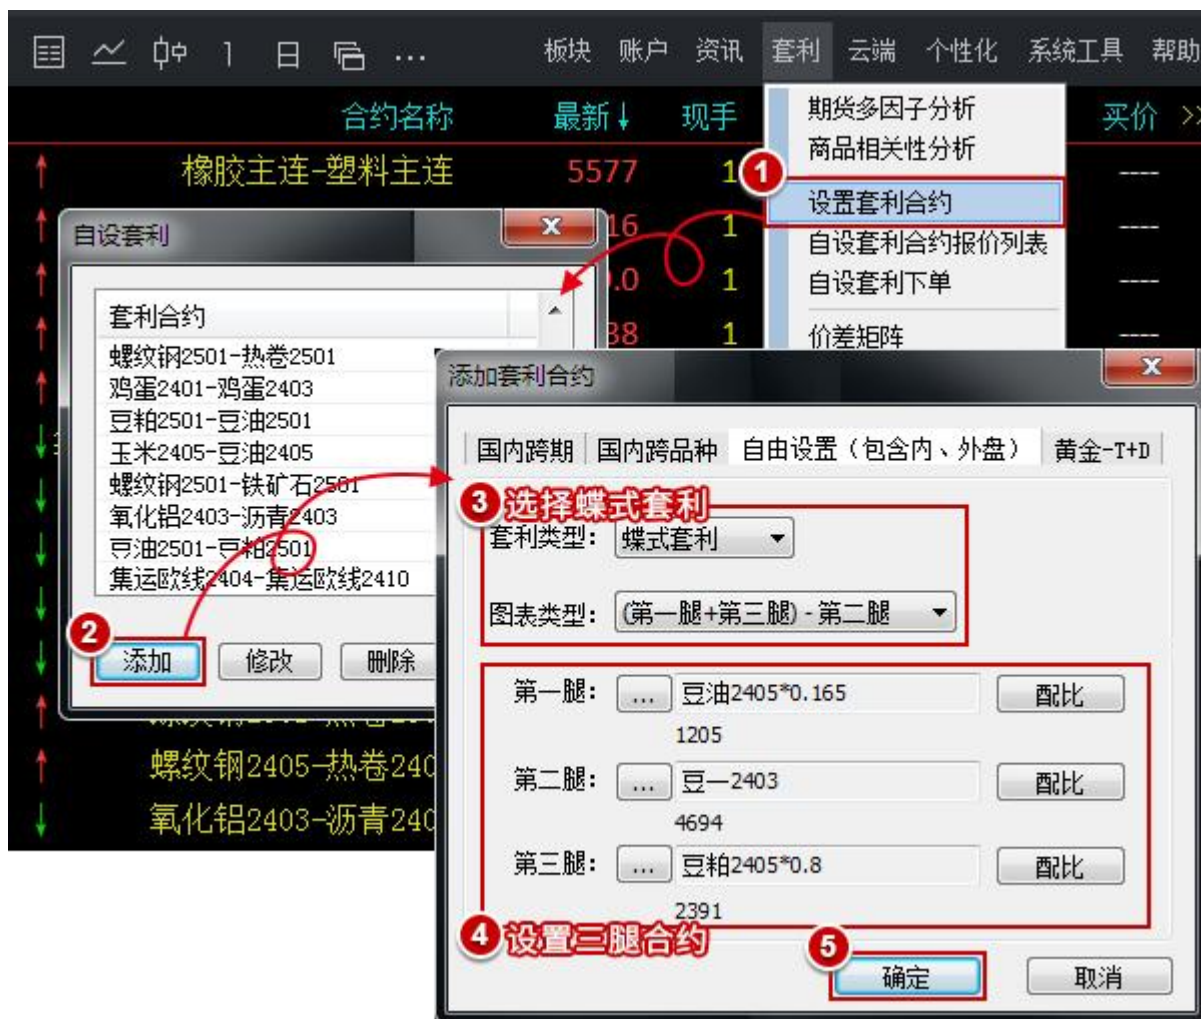 1 日 … 板块 账户 资讯 套利 云端 个性化 系统工具 帮助
合约名称 最新↓ 现手 买价 >>
期货多因子分析
商品相关性分析
设置套利合约
自设套利合约报价列表
自设套利下单
价差矩阵
橡胶主连-塑料主连 5577 1 ----
16 1 ----
.0 1 ----
38 1 ----
1
自设套利
套利合约
螺纹钢2501-热卷2501
鸡蛋2401-鸡蛋2403
豆粕2501-豆油2501
玉米2405-豆油2405
螺纹钢2501-铁矿石2501
氧化铝2403-沥青2403
豆油2501-豆粕2501
集运欧线2404-集运欧线2410
2
添加 修改 删除
螺纹钢2405-热卷240
氧化铝2403-沥青240
添加套利合约
国内跨期 国内跨品种 自由设置（包含内、外盘） 黄金-T+D
3 选择蝶式套利
套利类型： 蝶式套利
图表类型： (第一腿+第三腿) - 第二腿
第一腿： ... 豆油2405*0.165 配比
1205
第二腿： ... 豆一2403 配比
4694
第三腿： ... 豆粕2405*0.8 配比
2391
4 设置三腿合约
5
确定 取消